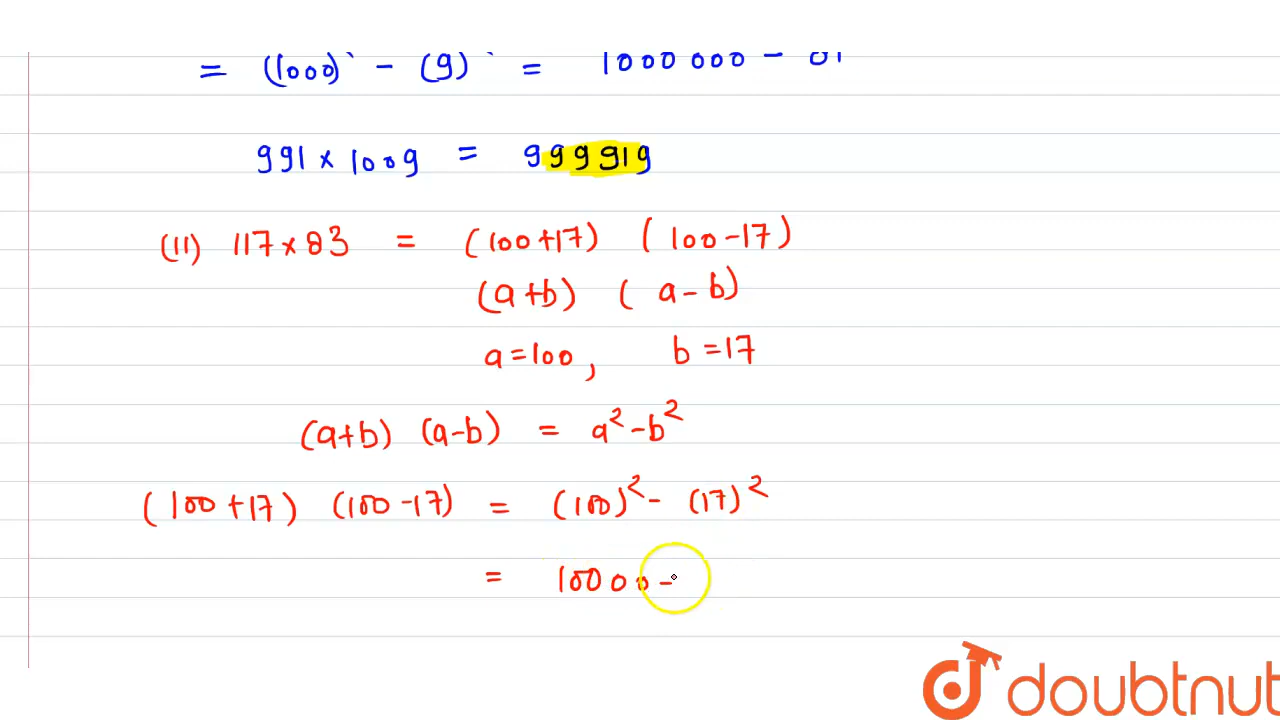 = (1000)² - (9)² = 1000000 - 81
991 × 1009 = 999919
(11) 117 × 83 = (100+17) (100-17)
(a+b) (a-b)
a=100, b=17
(a+b) (a-b) = a²-b²
(100+17) (100-17) = (100)² - (17)²
= 10000-
doubtnut